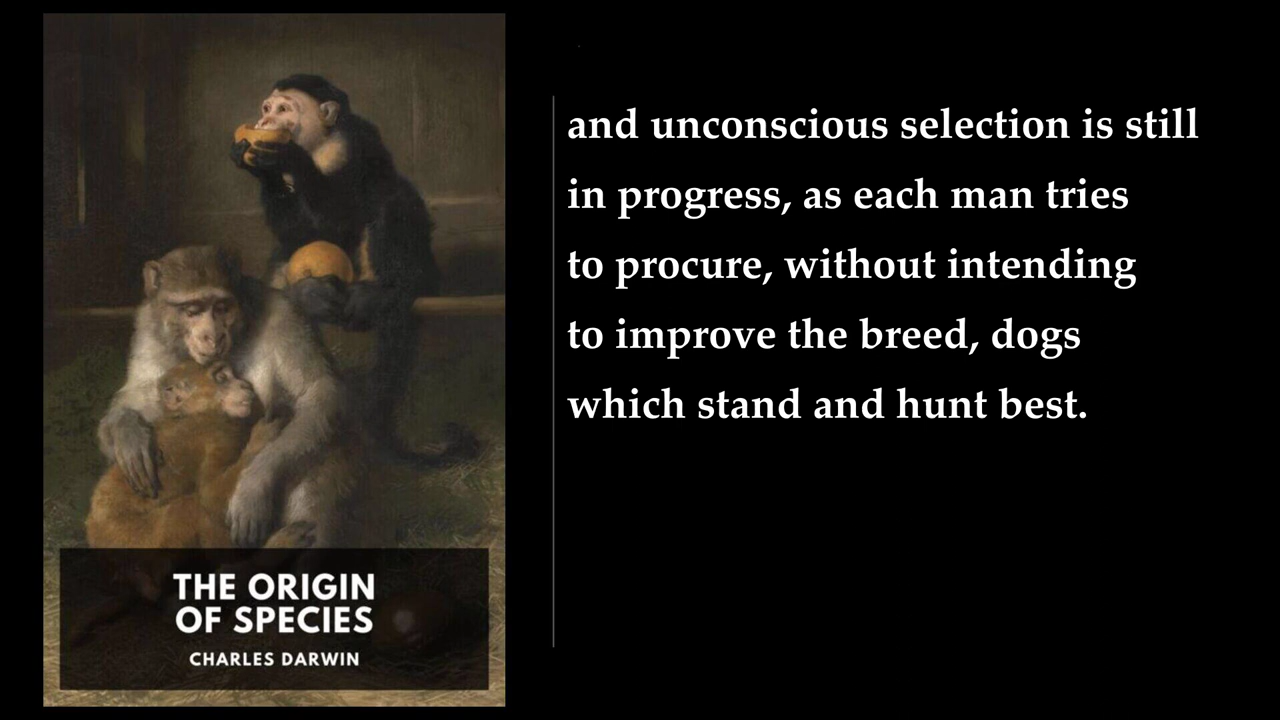 and unconscious selection is still
in progress, as each man tries
to procure, without intending
to improve the breed, dogs
which stand and hunt best.
THE ORIGIN
OF SPECIES
CHARLES DARWIN